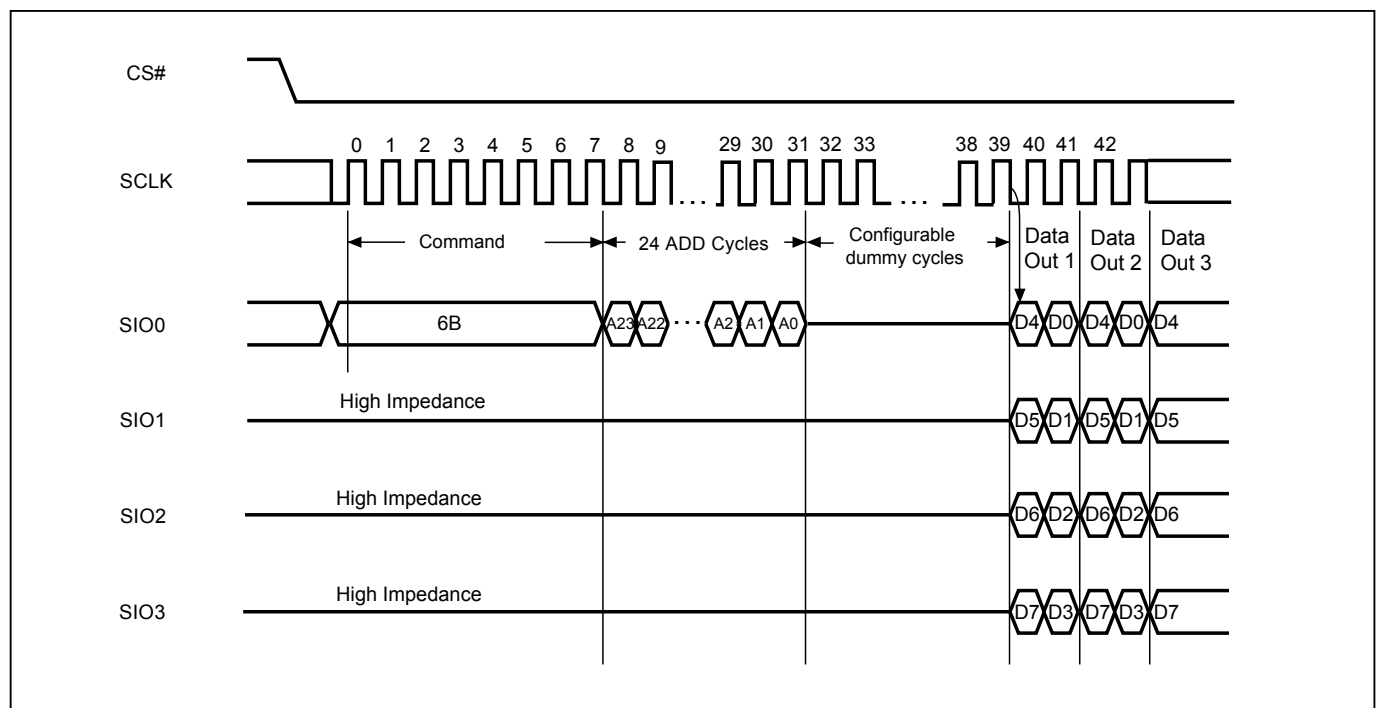 CS#
0 1 2 3 4 5 6 7 8 9 29 30 31 32 33 38 39 40 41 42
SCLK
... ...
Command 24 ADD Cycles Configurable dummy cycles Data Out 1 Data Out 2 Data Out 3
SIO0 6B A23 A22 ... A2 A1 A0 D4 D0 D4 D0 D4
High Impedance
SIO1 D5 D1 D5 D1 D5
High Impedance
SIO2 D6 D2 D6 D2 D6
High Impedance
SIO3 D7 D3 D7 D3 D7